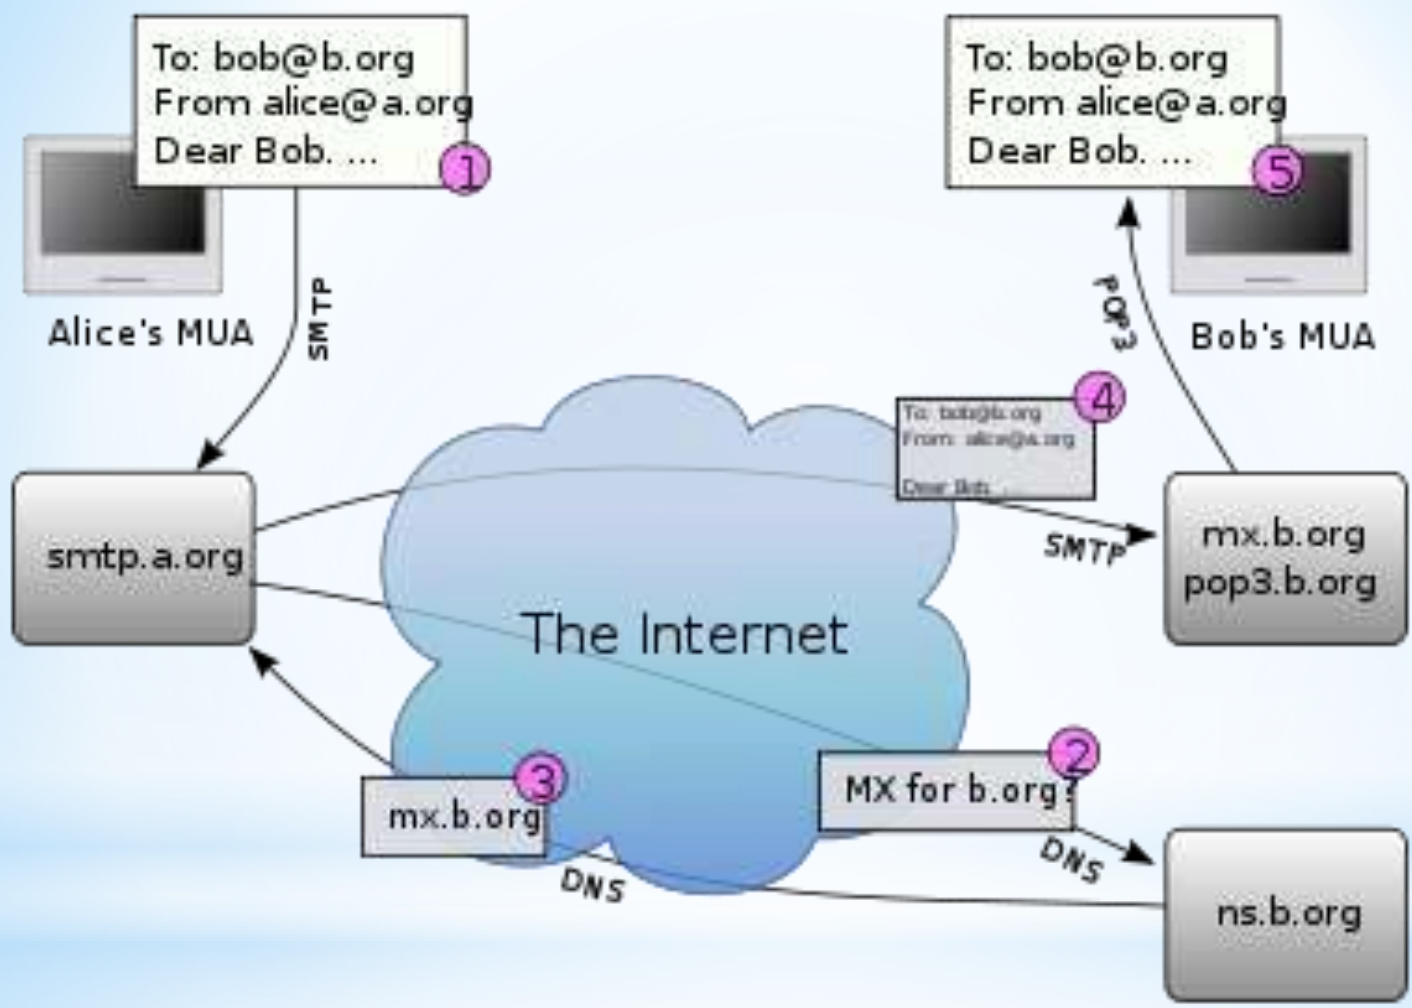 To: bob@b.org
From alice@a.org
Dear Bob. ...
1
Alice's MUA
SMTP
To: bob@b.org
From alice@a.org
Dear Bob. ...
5
Bob's MUA
POP3
4
To: bob@b.org
From: alice@a.org
Dear Bob. ...
SMTP
smtp.a.org
mx.b.org
pop3.b.org
The Internet
2
MX for b.org?
DNS
3
mx.b.org
DNS
ns.b.org